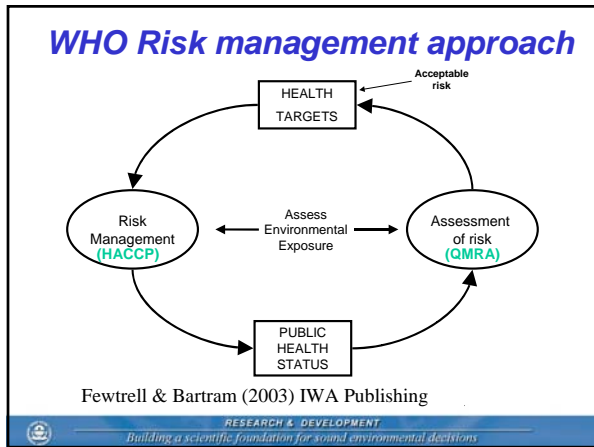 WHO Risk management approach
Acceptable
risk
HEALTH
TARGETS
Risk
Management
(HACCP)
Assess
Environmental
Exposure
Assessment
of risk
(QMRA)
PUBLIC
HEALTH
STATUS
Fewtrell & Bartram (2003) IWA Publishing
RESEARCH & DEVELOPMENT
Building a scientific foundation for sound environmental decisions